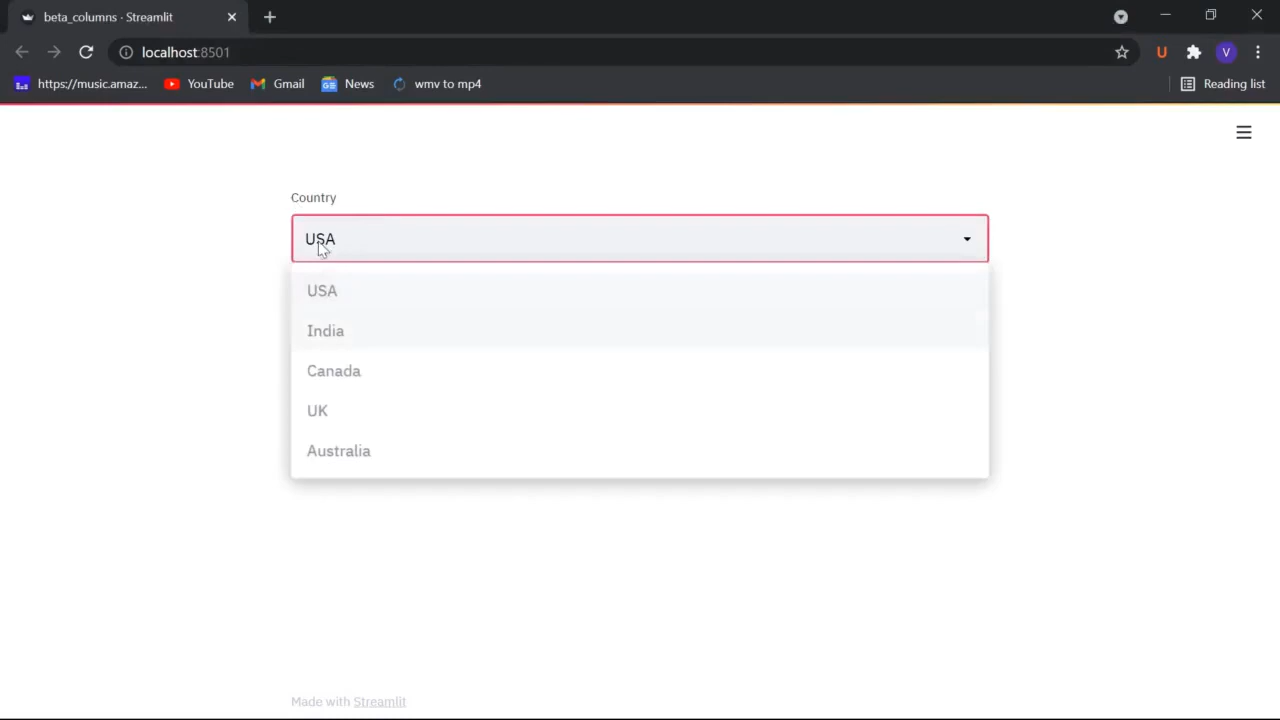 beta_columns · Streamlit
localhost:8501
U
V
https://music.amaz...
YouTube
Gmail
News
wmv to mp4
Reading list
Country
USA
USA
India
Canada
UK
Australia
Made with Streamlit